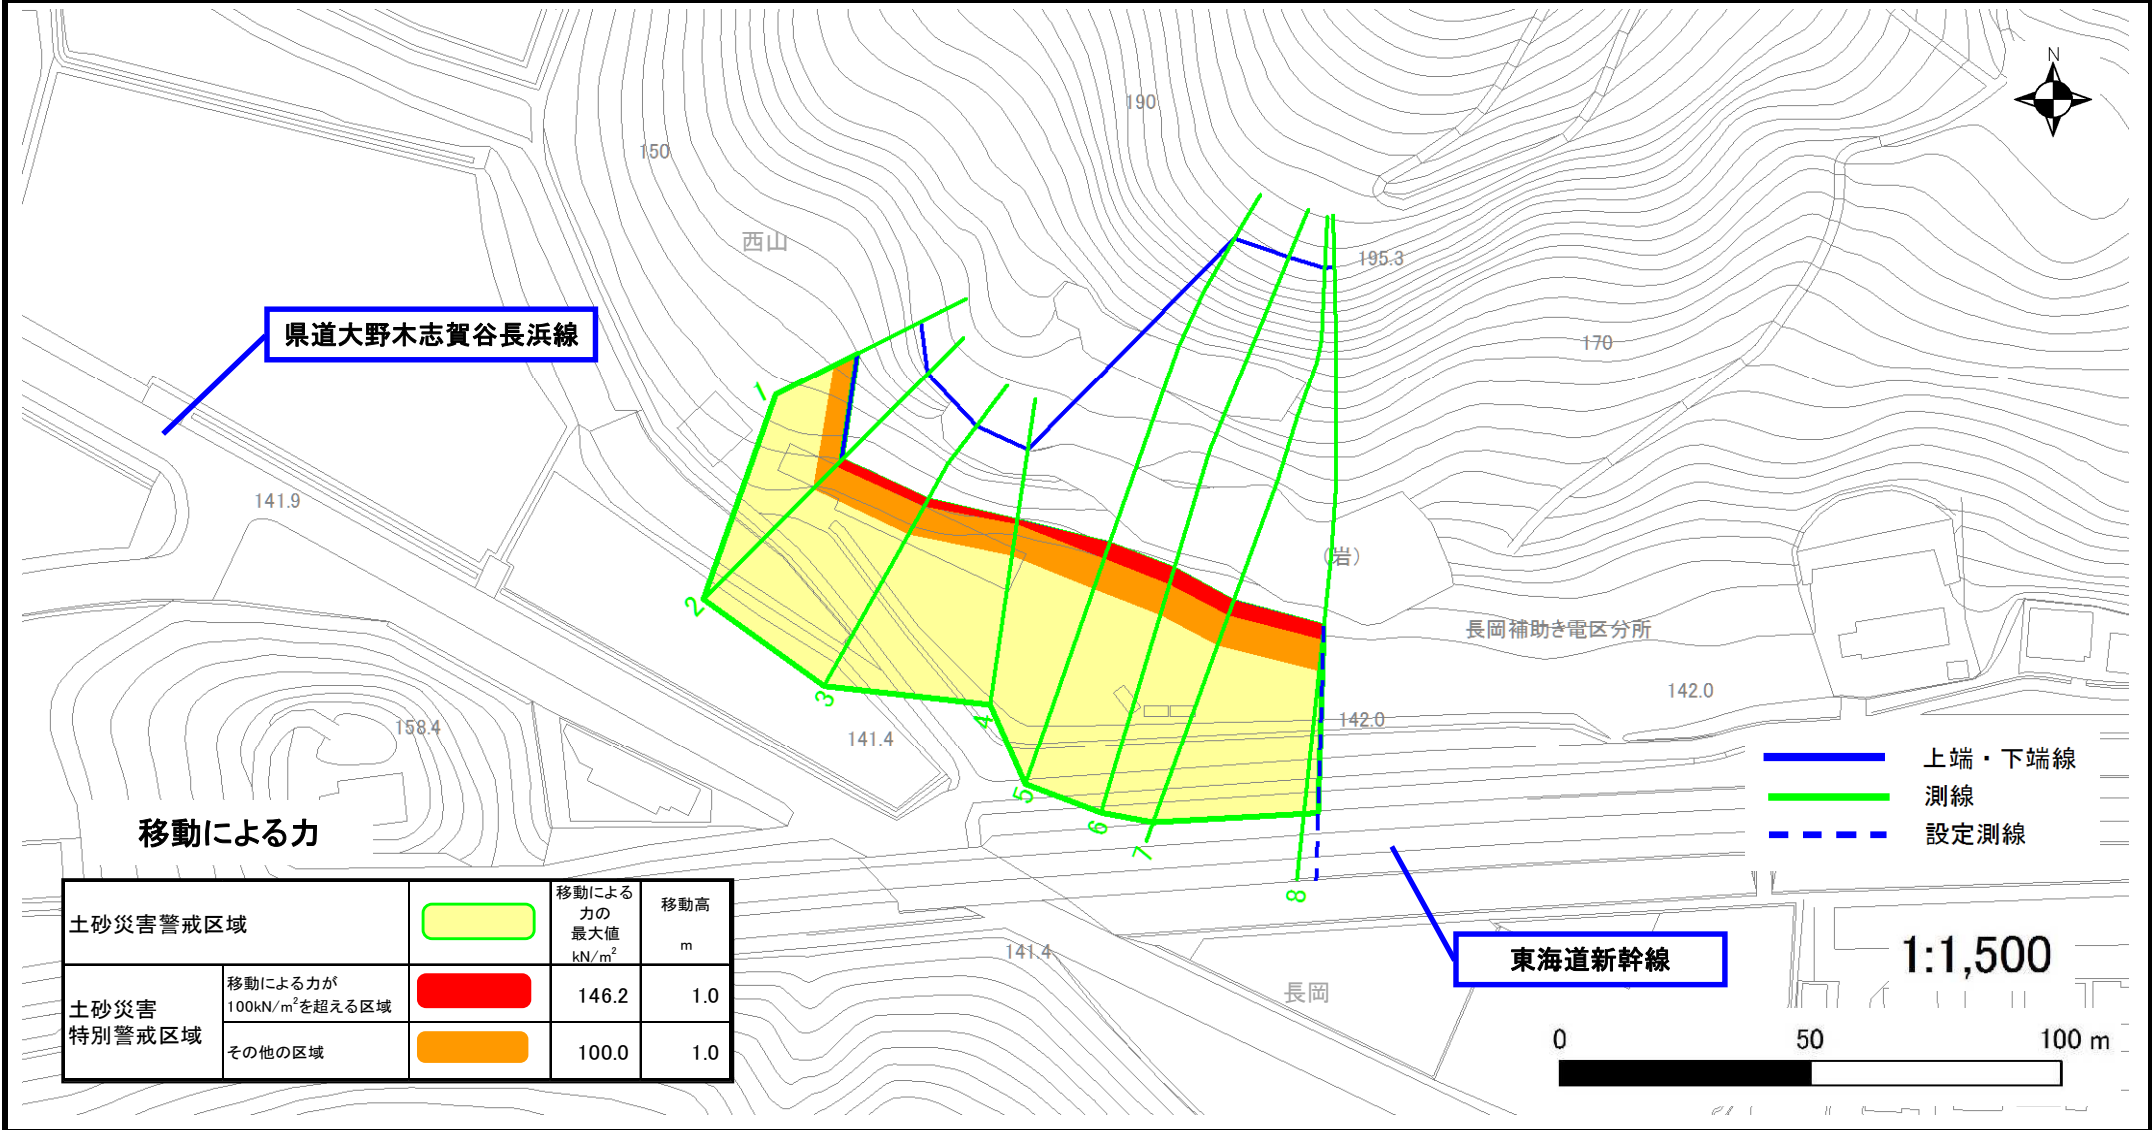 N
190
150
西山
195.3
県道大野木志賀谷長浜線
170
1
141.9
(岩)
2
長岡補助き電区分所
3
142.0
4
142.0
158.4
141.4
上端・下端線
5
測線
6
設定測線
移動による力
7
8
土砂災害警戒区域
移動による
力の
最大値
kN/m²
移動高
m
土砂災害
特別警戒区域
移動による力が
100kN/m²を超える区域
146.2
1.0
その他の区域
100.0
1.0
141.4
東海道新幹線
1:1,500
長岡
0 50 100 m